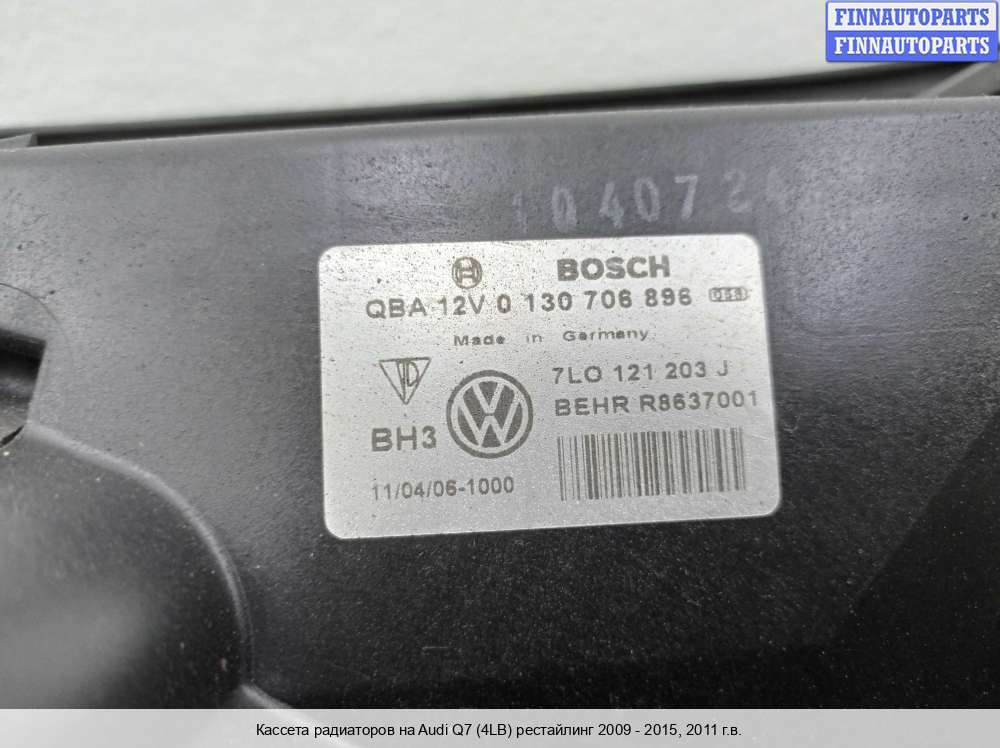 FINNAUTOPARTS
FINNAUTOPARTS
BOSCH
QBA 12V 0 130 706 896
Made in Germany
7LO 121 203 J
BEHR R8637001
BH3
11/04/06-1000
Кассета радиаторов на Audi Q7 (4LB) рестайлинг 2009 - 2015, 2011 г.в.